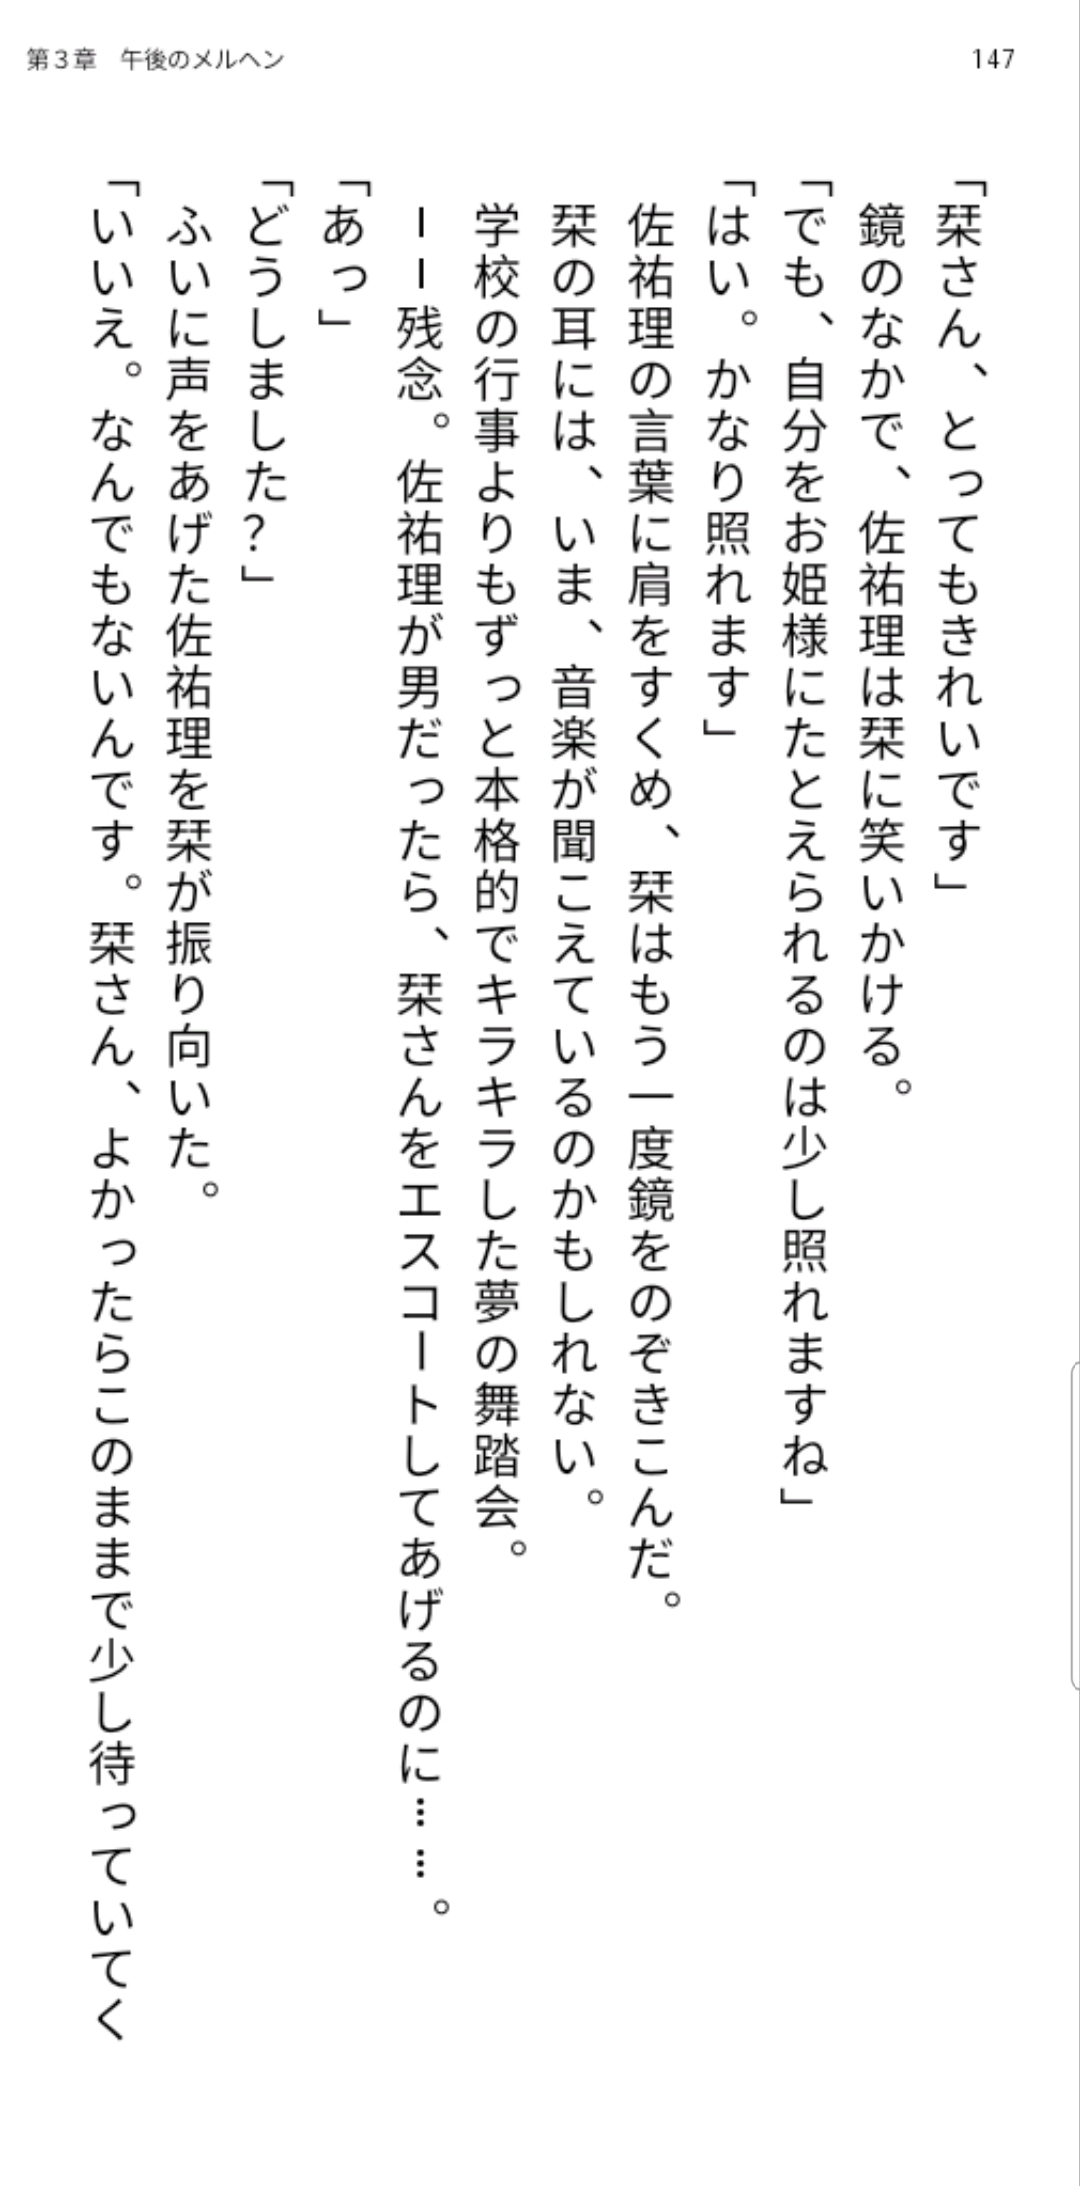 第３章　午後のメルヘン
147
「栞さん、とってもきれいです」
　鏡のなかで、佐祐理は栞に笑いかける。
「でも、自分をお姫様にたとえられるのは少し照れますね」
「はい。かなり照れます」
　佐祐理の言葉に肩をすくめ、栞はもう一度鏡をのぞきこんだ。
　栞の耳には、いま、音楽が聞こえているのかもしれない。
　学校の行事よりもずっと本格的でキラキラした夢の舞踏会。
　ーー残念。佐祐理が男だったら、栞さんをエスコートしてあげるのに……。
「あっ」
「どうしました？」
　ふいに声をあげた佐祐理を栞が振り向いた。
「いいえ。なんでもないんです。栞さん、よかったらこのままで少し待っていてく